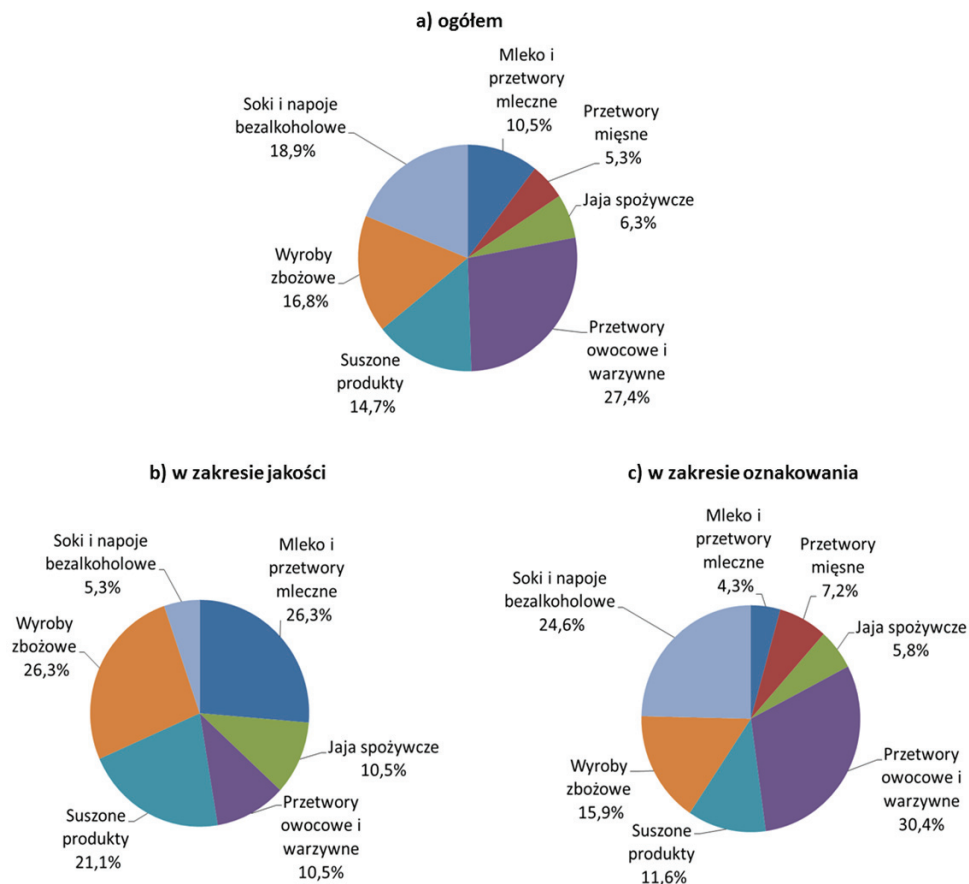 a) ogółem
Mleko i
przetwory
mleczne
10,5%
Przetwory
mięsne
5,3%
Jaja spożywcze
6,3%
Przetwory
owocowe i
warzywne
27,4%
Suszone
produkty
14,7%
Wyroby
zbożowe
16,8%
Soki i napoje
bezalkoholowe
18,9%
b) w zakresie jakości
Mleko i
przetwory
mleczne
26,3%
Jaja spożywcze
10,5%
Przetwory
owocowe i
warzywne
10,5%
Suszone
produkty
21,1%
Wyroby
zbożowe
26,3%
Soki i napoje
bezalkoholowe
5,3%
c) w zakresie oznakowania
Mleko i
przetwory
mleczne
4,3%
Przetwory
mięsne
7,2%
Jaja spożywcze
5,8%
Przetwory
owocowe i
warzywne
30,4%
Suszone
produkty
11,6%
Wyroby
zbożowe
15,9%
Soki i napoje
bezalkoholowe
24,6%